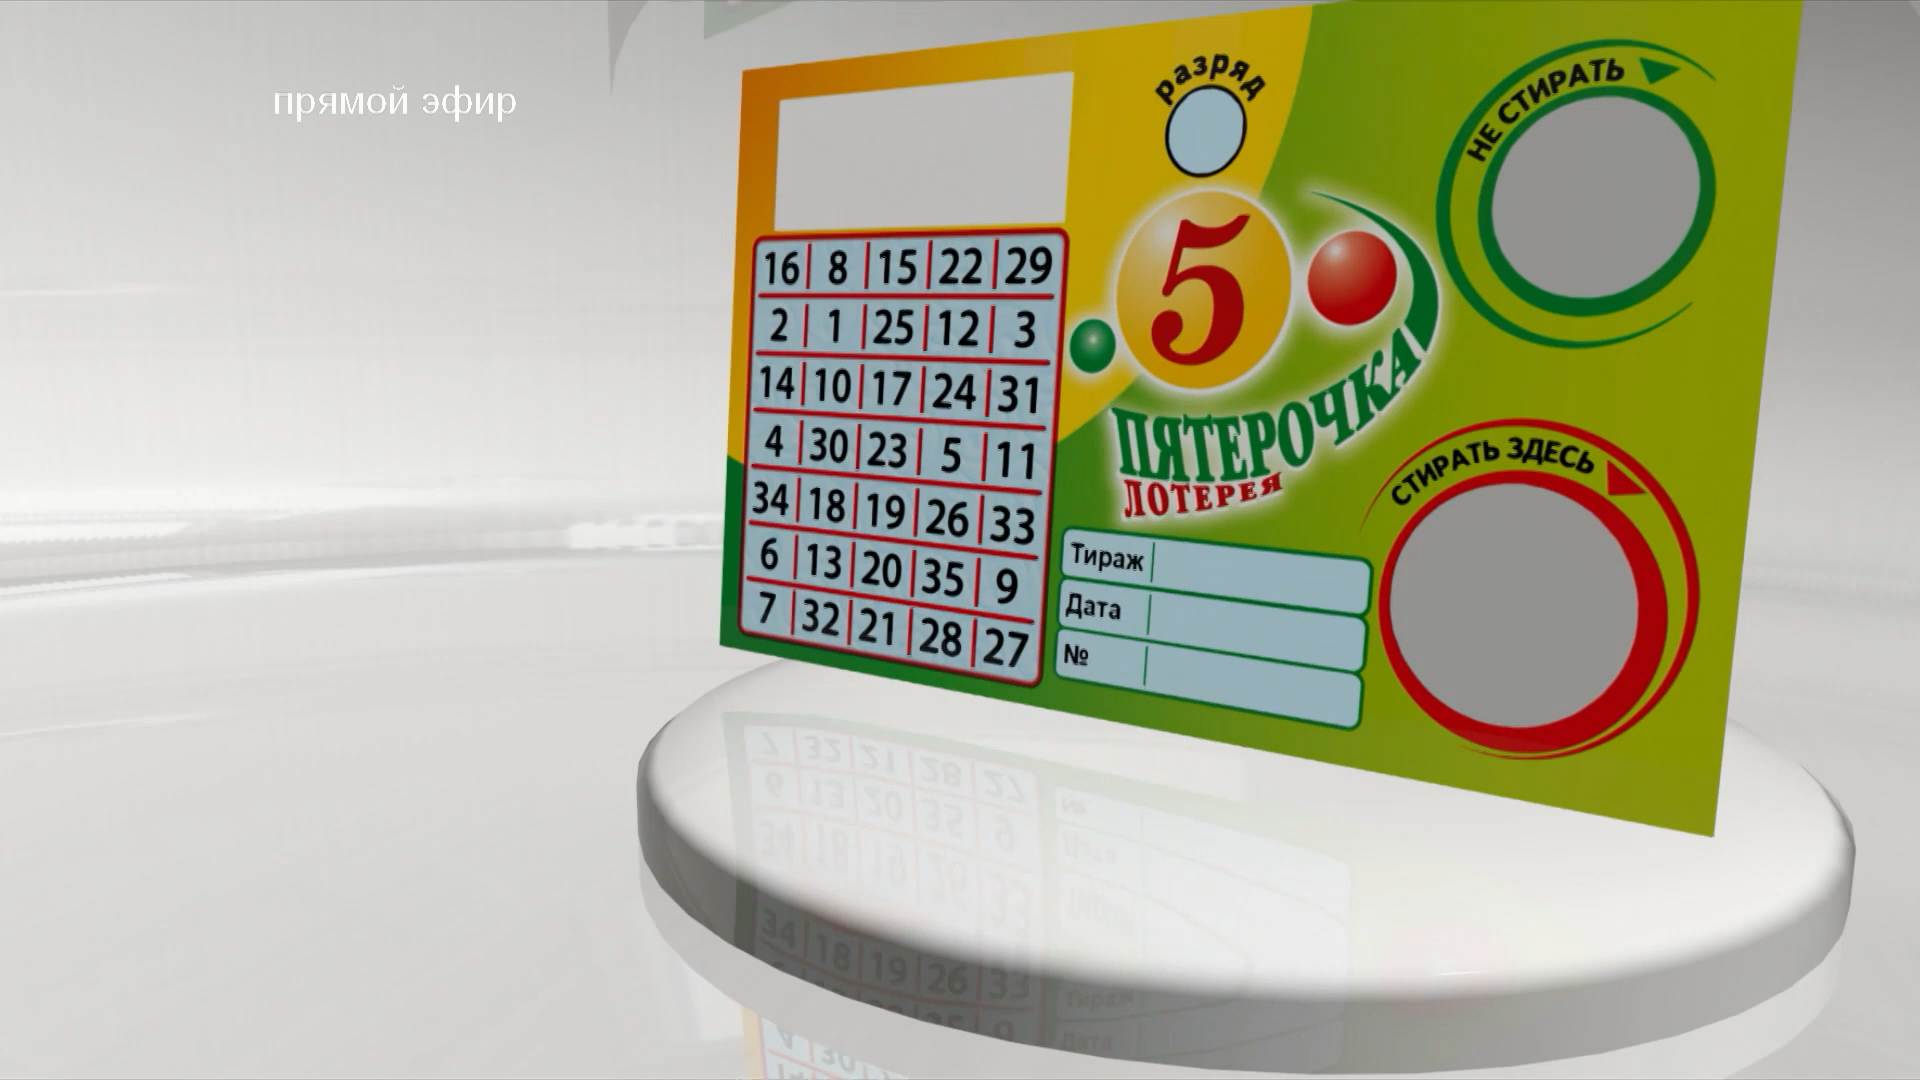 прямой эфир
разряд
НЕ СТИРАТЬ
16 8 15 22 29
2 1 25 12 3
14 10 17 24 31
4 30 23 5 11
34 18 19 26 33
6 13 20 35 9
7 32 21 28 27
5
ПЯТЕРОЧКА
ЛОТЕРЕЯ
СТИРАТЬ ЗДЕСЬ
Тираж
Дата
№